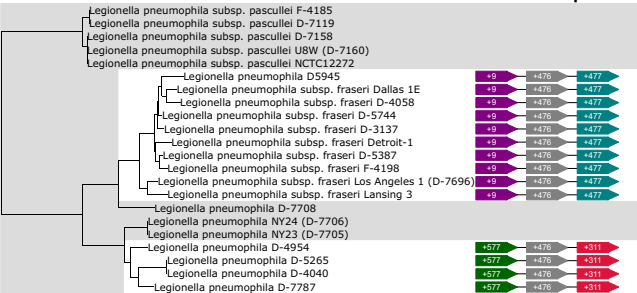 Legionella pneumophila subsp. pascullei F-4185
Legionella pneumophila subsp. pascullei D-7119
Legionella pneumophila subsp. pascullei D-7158
Legionella pneumophila subsp. pascullei U8W (D-7160)
Legionella pneumophila subsp. pascullei NCTC12272
Legionella pneumophila D5945 +9 +476 +477
Legionella pneumophila subsp. fraseri Dallas 1E +9 +476 +477
Legionella pneumophila subsp. fraseri D-4058 +9 +476 +477
Legionella pneumophila subsp. fraseri D-5744 +9 +476 +477
Legionella pneumophila subsp. fraseri D-3137 +9 +476 +477
Legionella pneumophila subsp. fraseri Detroit-1 +9 +476 +477
Legionella pneumophila subsp. fraseri D-5387 +9 +476 +477
Legionella pneumophila subsp. fraseri F-4198 +9 +476 +477
Legionella pneumophila subsp. fraseri Los Angeles 1 (D-7696) +9 +476 +477
Legionella pneumophila subsp. fraseri Lansing 3 +9 +476 +477
Legionella pneumophila D-7708
Legionella pneumophila NY24 (D-7706)
Legionella pneumophila NY23 (D-7705)
Legionella pneumophila D-4954 +577 +476 +311
Legionella pneumophila D-5265 +577 +476 +311
Legionella pneumophila D-4040 +577 +476 +311
Legionella pneumophila D-7787 +577 +476 +311